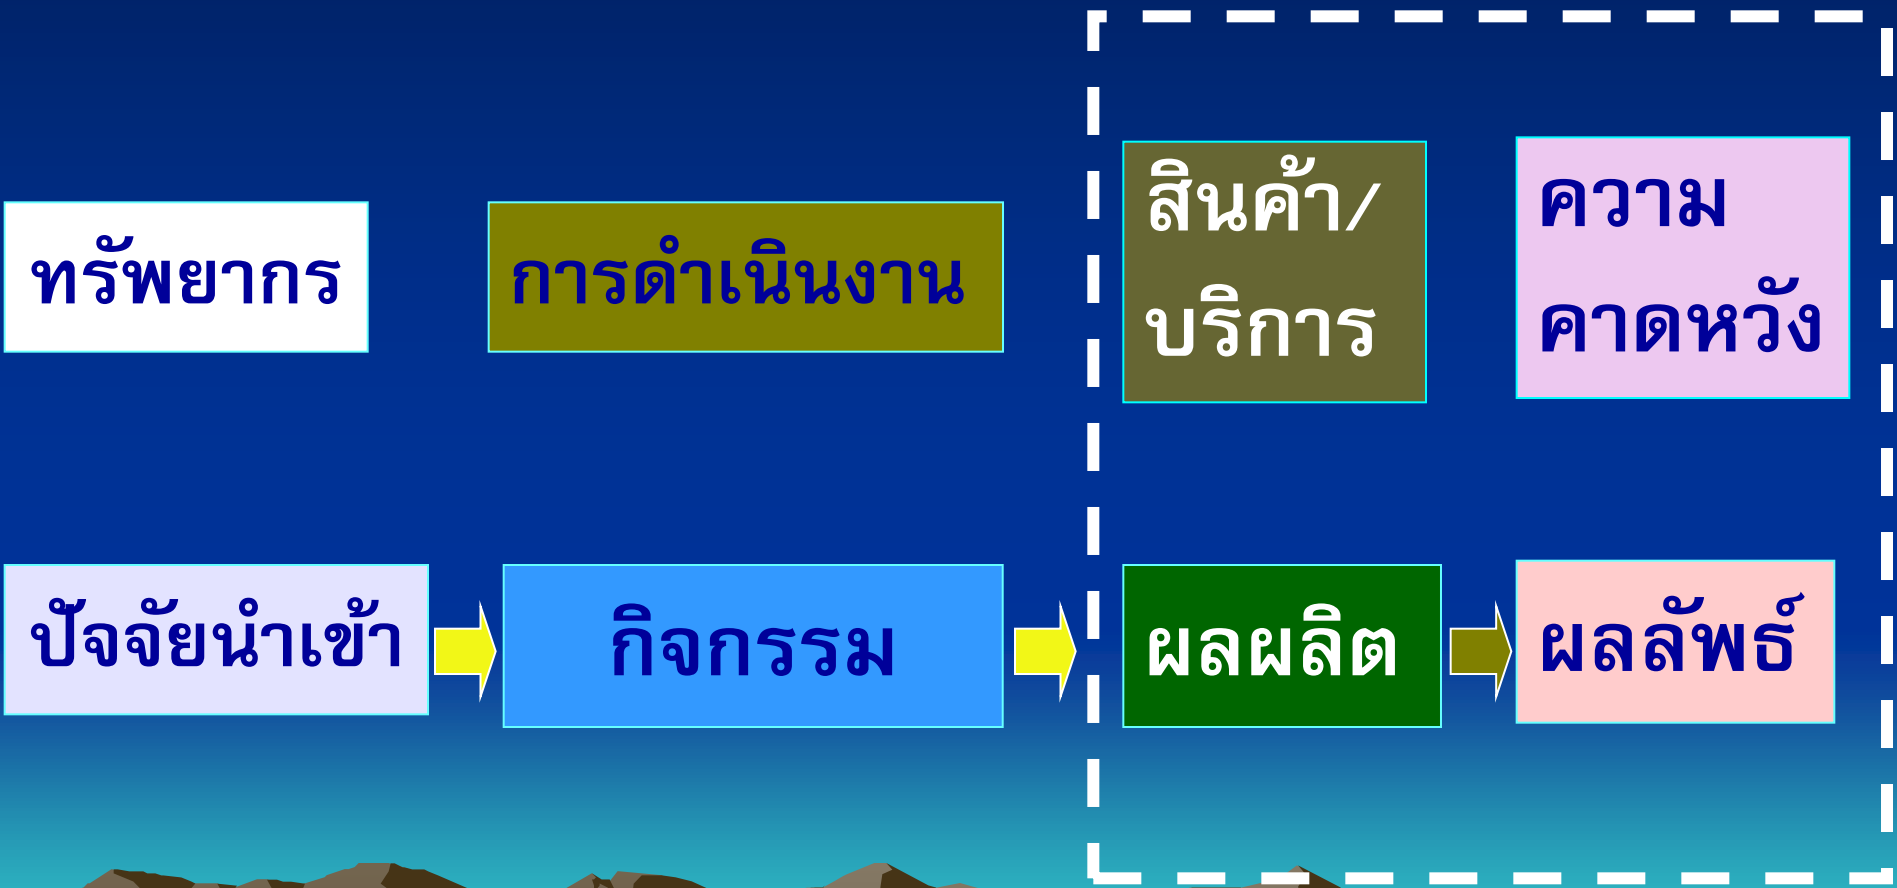 ทรัพยากร
การดำเนินงาน
สินค้า/
บริการ
ความ
คาดหวัง
ปัจจัยนำเข้า
กิจกรรม
ผลผลิต
ผลลัพธ์